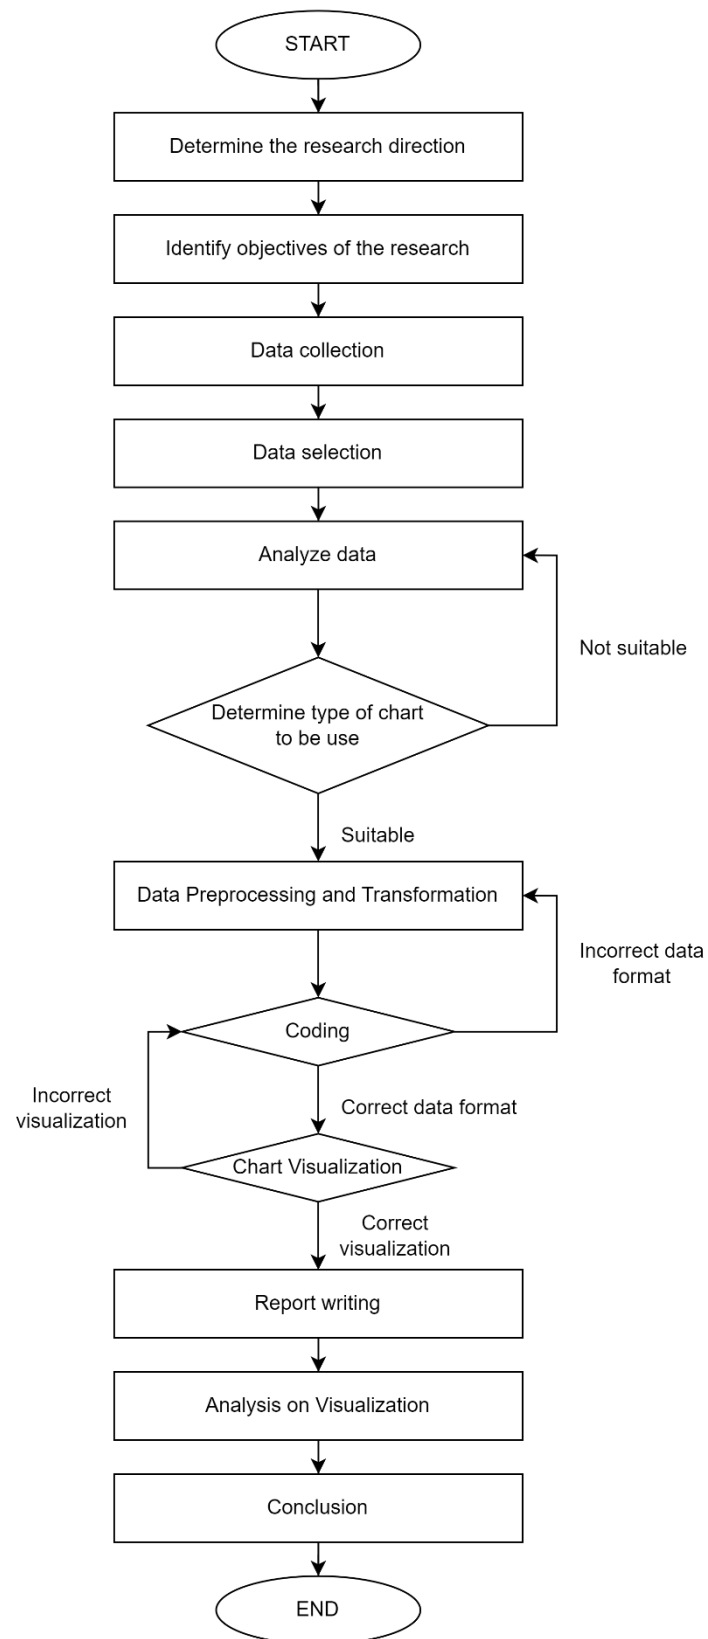 START
Determine the research direction
Identify objectives of the research
Data collection
Data selection
Analyze data
Not suitable
Determine type of chart
to be use
Suitable
Data Preprocessing and Transformation
Incorrect data
format
Coding
Incorrect
visualization
Correct data format
Chart Visualization
Correct
visualization
Report writing
Analysis on Visualization
Conclusion
END